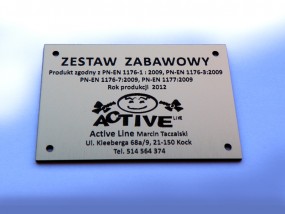 ZESTAW ZABAWOWY
Produkt zgodny z PN-EN 1176-1 : 2009, PN-EN 1176-3:2009
PN-EN 1176-7:2009, PN-EN 1177:2009
Rok produkcji 2012
ACTIVE LINE
Active Line Marcin Taczalski
Ul. Kleeberga 68a/9, 21-150 Kock
Tel. 514 564 374